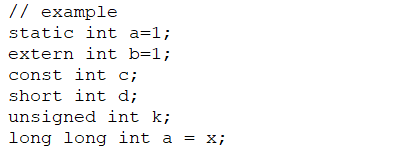 // example
static int a=1;
extern int b=1;
const int c;
short int d;
unsigned int k;
long long int a = x;